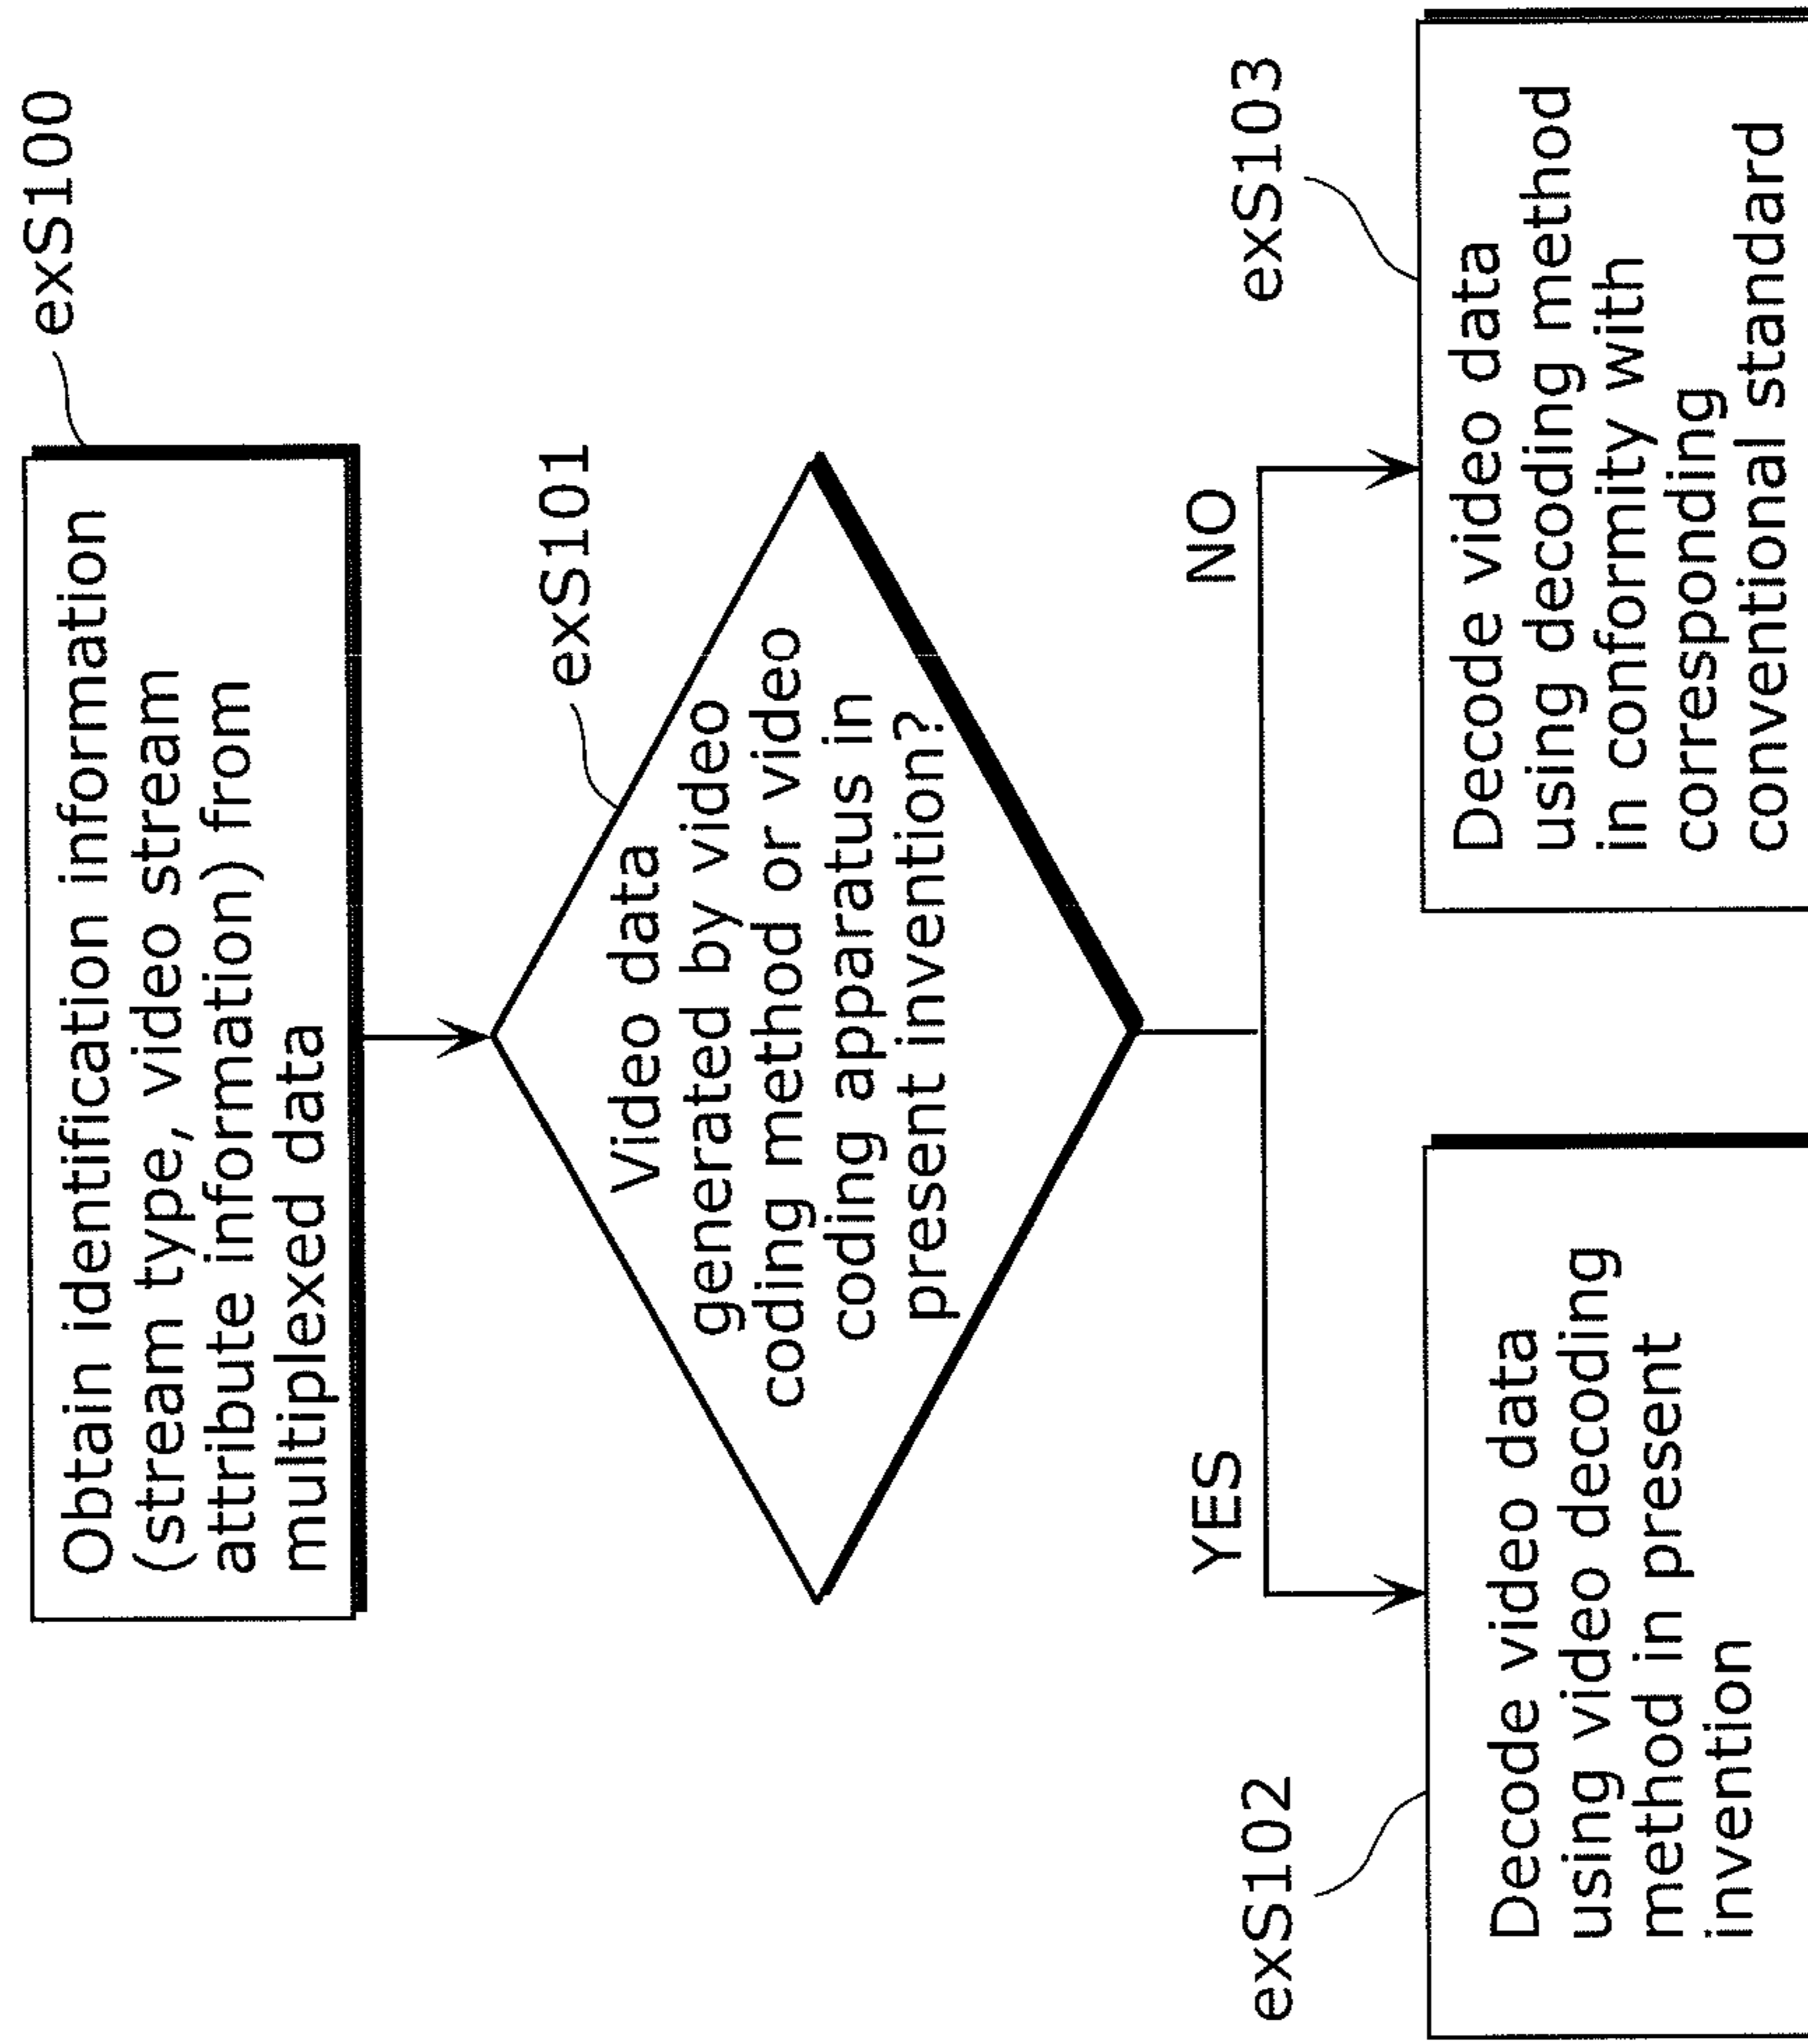 exS100
Obtain identification information
(stream type, video stream
attribute information) from
multiplexed data
exS101
Video data
generated by video
coding method or video
coding apparatus in
present invention?
YES
NO
exS102
Decode video data
using video decoding
method in present
invention
exS103
Decode video data
using decoding method
in conformity with
corresponding
conventional standard